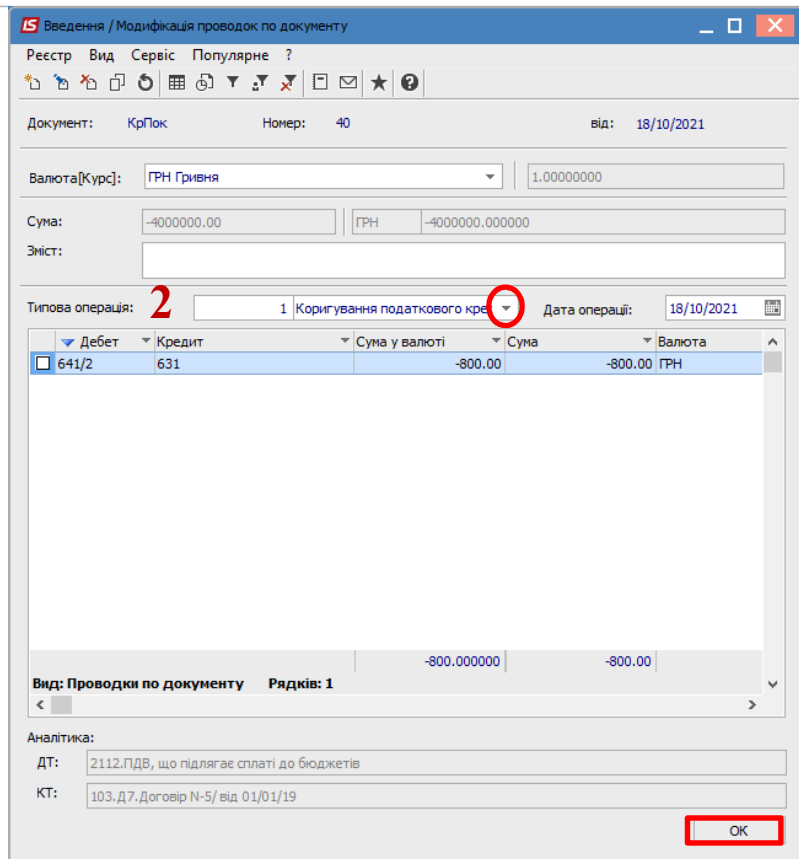 IS Введення / Модифікація проводок по документу
Реєстр Вид Сервіс Популярне ?
Документ: КрПок Номер: 40 від: 18/10/2021
Валюта[Курс]: ГРН Гривня 1.00000000
Сума: -4000000.00 ГРН -4000000.000000
Зміст:
Типова операція: 2 1 Коригування податкового кре Дата операції: 18/10/2021
Дебет Кредит Сума у валюті Сума Валюта
641/2 631 -800.00 -800.00 ГРН
-800.000000 -800.00
Вид: Проводки по документу Рядків: 1
Аналітика:
ДТ: 2112.ПДВ, що підлягає сплаті до бюджетів
КТ: 103.Д7.Договір N-5/ від 01/01/19
ОК